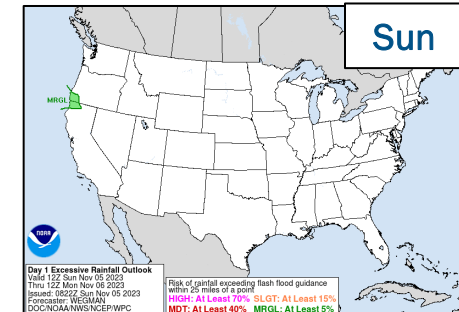 Sun
MRGL
NOAA
Day 1 Excessive Rainfall Outlook
Valid 12Z Sun Nov 05 2023
Thru 12Z Mon Nov 06 2023
Issued: 0822Z Sun Nov 05 2023
Forecaster: WEGMAN
DOC/NOAA/NWS/NCEP/WPC
Risk of rainfall exceeding flash flood guidance
within 25 miles of a point
HIGH: At Least 70% SLGT: At Least 15%
MDT: At Least 40% MRGL: At Least 5%